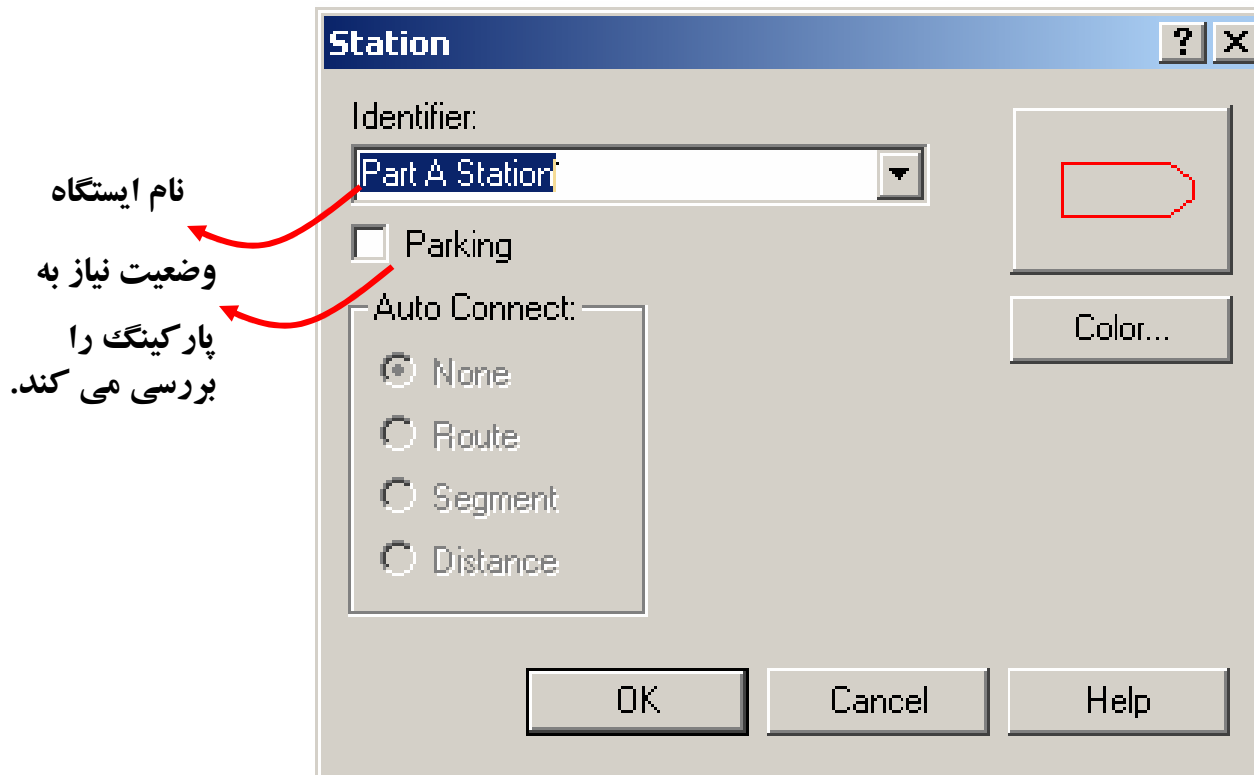 Station
Identifier:
Part A Station
Parking
Auto Connect:
None
Route
Segment
Distance
Color...
OK
Cancel
Help
نام ایستگاه
وضعیت نیاز به
پارکینگ را
بررسی می کند.